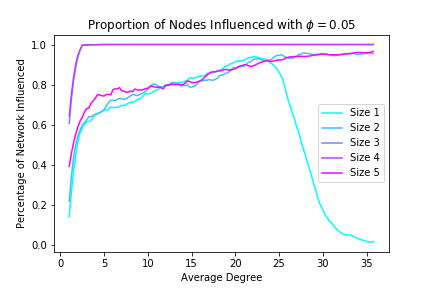 Proportion of Nodes Influenced with ϕ = 0.05
Percentage of Network Influenced
1.0
0.8
0.6
0.4
0.2
0.0
Size 1
Size 2
Size 3
Size 4
Size 5
0 5 10 15 20 25 30 35
Average Degree